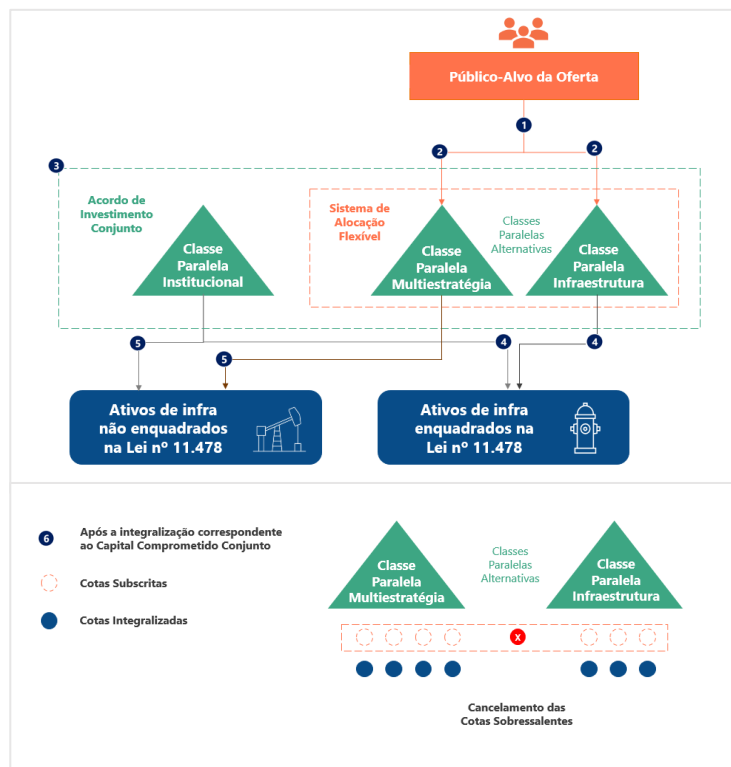 Público-Alvo da Oferta
1
2
2
3
Acordo de
Investimento
Conjunto
Sistema de
Alocação
Flexível
Classes
Paralelas
Alternativas
Classe
Paralela
Institucional
Classe
Paralela
Multiestratégia
Classe
Paralela
Infraestrutura
5
4
4
5
Ativos de infra
não enquadrados
na Lei nº 11.478
Ativos de infra
enquadrados na
Lei nº 11.478
6
Após a integralização correspondente
ao Capital Comprometido Conjunto
Cotas Subscritas
Cotas Integralizadas
Classe
Paralela
Multiestratégia
Classes
Paralelas
Alternativas
Classe
Paralela
Infraestrutura
X
Cancelamento das
Cotas Sobressalentes